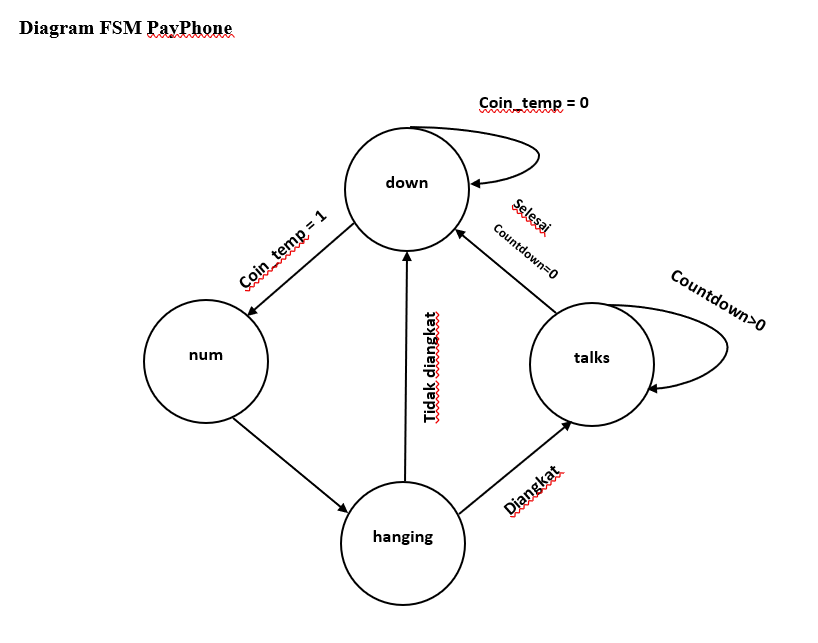 Diagram FSM PayPhone
Coin_temp = 0
down
Selesai
Countdown=0
Coin_temp = 1
Countdown>0
num
talks
Tidak diangkat
Diangkat
hanging